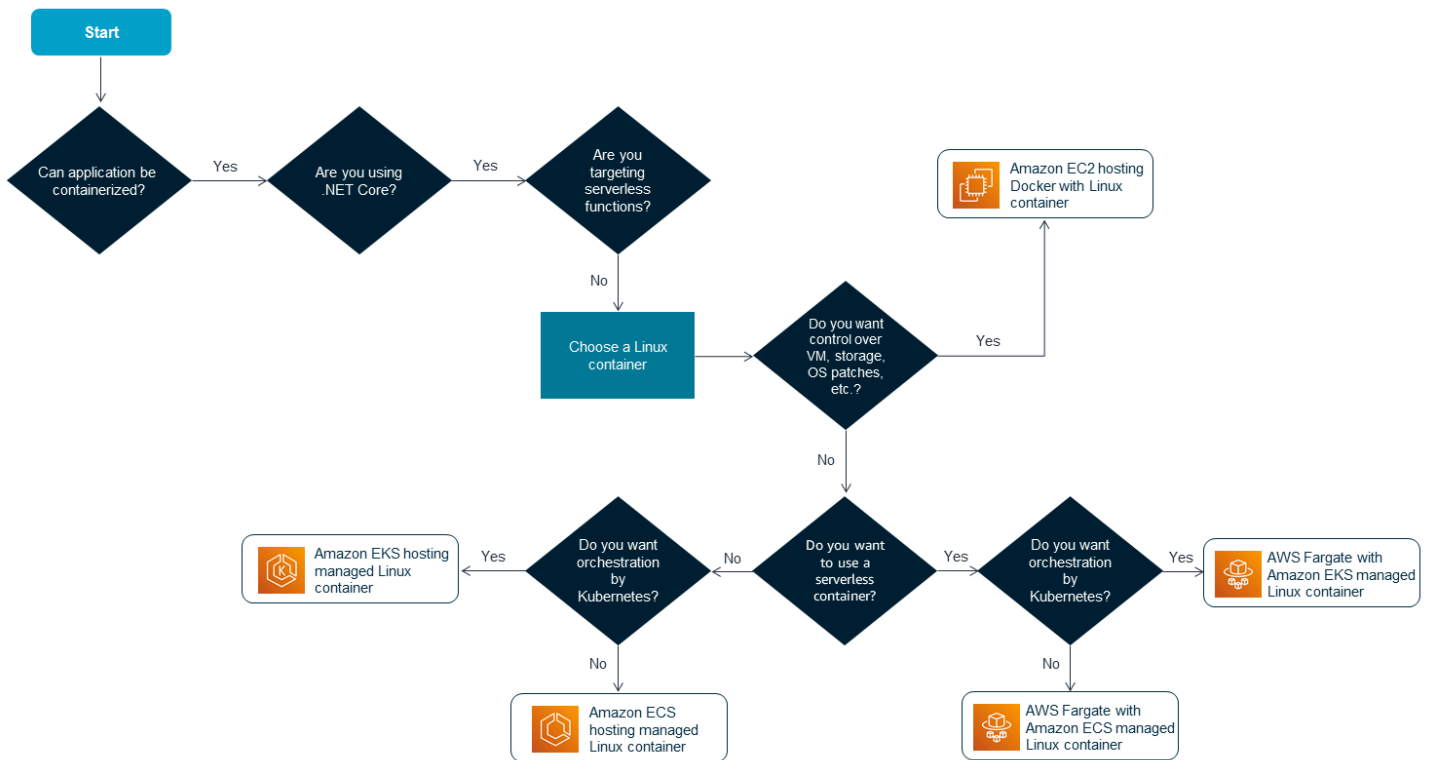 Start
Can application be
containerized?
Yes
Are you using
.NET Core?
Yes
Are you
targeting
serverless
functions?
No
Choose a Linux
container
Do you want
control over
VM, storage,
OS patches,
etc.?
Yes
Amazon EC2 hosting
Docker with Linux
container
No
Do you want
to use a
serverless
container?
No
Do you want
orchestration
by
Kubernetes?
Yes
Amazon EKS hosting
managed Linux
container
No
Amazon ECS
hosting managed
Linux container
Yes
Do you want
orchestration
by
Kubernetes?
Yes
AWS Fargate with
Amazon EKS managed
Linux container
No
AWS Fargate with
Amazon ECS managed
Linux container
K